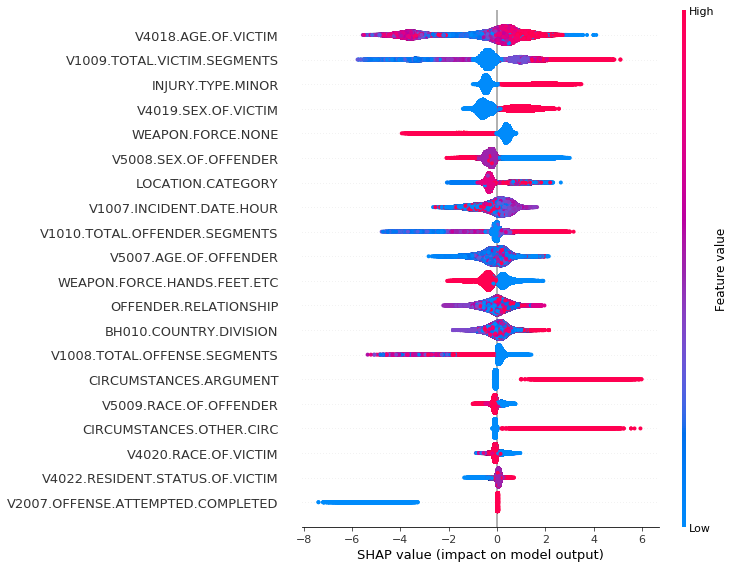 High
V4018.AGE.OF.VICTIM
V1009.TOTAL.VICTIM.SEGMENTS
INJURY.TYPE.MINOR
V4019.SEX.OF.VICTIM
WEAPON.FORCE.NONE
V5008.SEX.OF.OFFENDER
LOCATION.CATEGORY
V1007.INCIDENT.DATE.HOUR
V1010.TOTAL.OFFENDER.SEGMENTS
V5007.AGE.OF.OFFENDER
WEAPON.FORCE.HANDS.FEET.ETC
OFFENDER.RELATIONSHIP
BH010.COUNTRY.DIVISION
V1008.TOTAL.OFFENSE.SEGMENTS
CIRCUMSTANCES.ARGUMENT
V5009.RACE.OF.OFFENDER
CIRCUMSTANCES.OTHER.CIRC
V4020.RACE.OF.VICTIM
V4022.RESIDENT.STATUS.OF.VICTIM
V2007.OFFENSE.ATTEMPTED.COMPLETED
Feature value
Low
−8 −6 −4 −2 0 2 4 6
SHAP value (impact on model output)